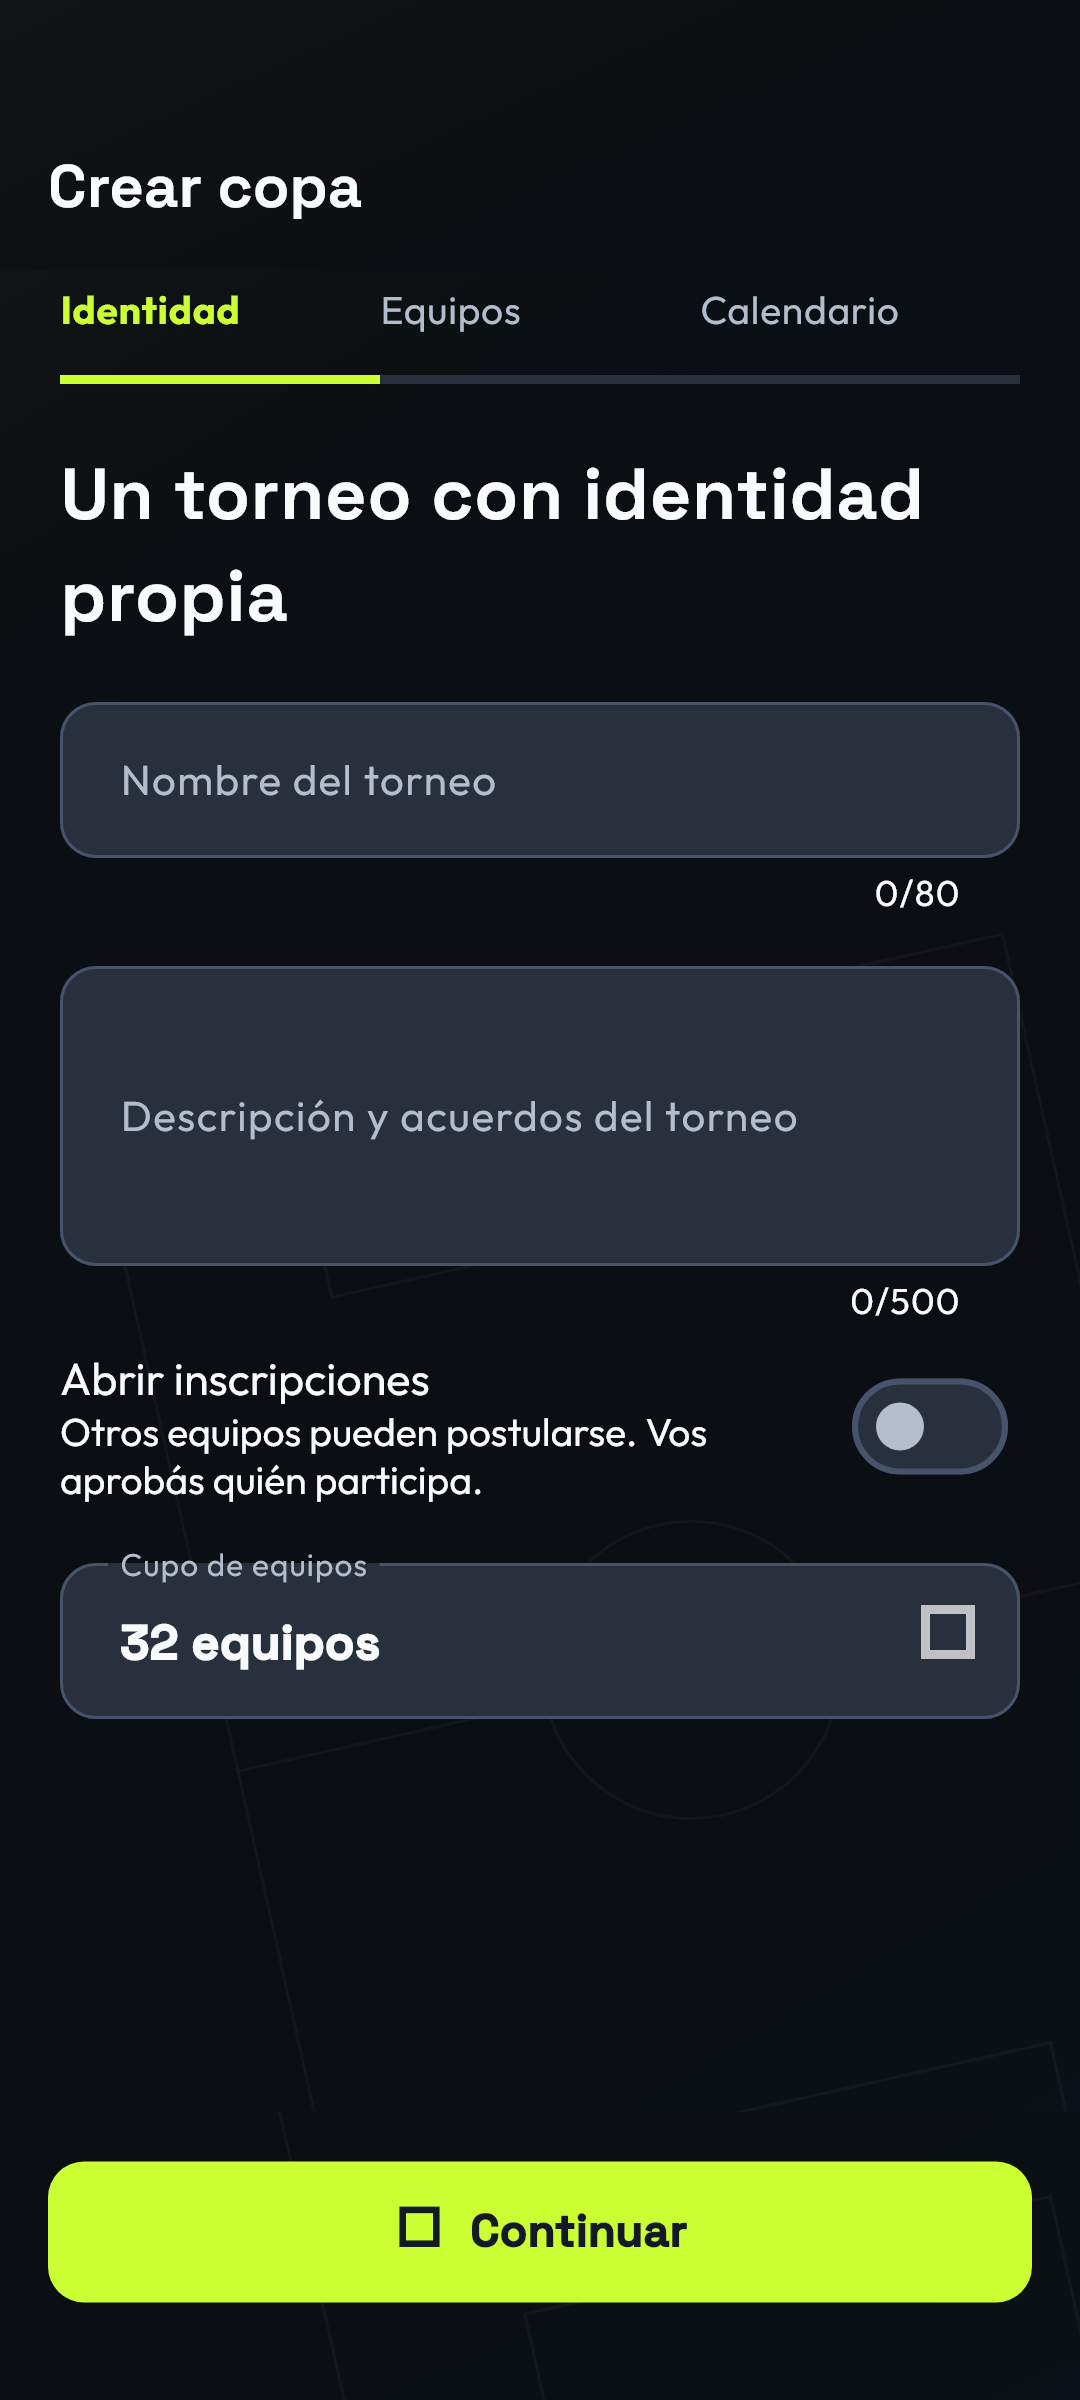 Crear copa
Identidad
Equipos
Calendario
Un torneo con identidad
propia
Nombre del torneo
0/80
Descripción y acuerdos del torneo
0/500
Abrir inscripciones
Otros equipos pueden postularse. Vos
aprobás quién participa.
Cupo de equipos
32 equipos
Continuar